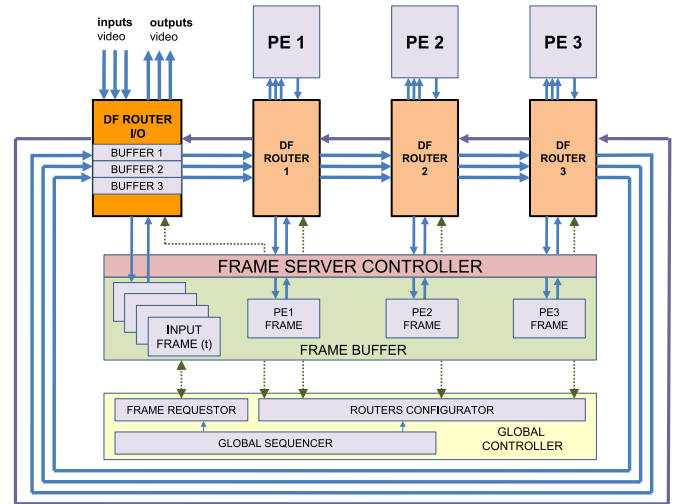 inputs
video
outputs
video
PE 1
PE 2
PE 3
DF ROUTER
I/O
BUFFER 1
BUFFER 2
BUFFER 3
DF
ROUTER
1
DF
ROUTER
2
DF
ROUTER
3
FRAME SERVER CONTROLLER
INPUT
FRAME (t)
PE1
FRAME
PE2
FRAME
PE3
FRAME
FRAME BUFFER
FRAME REQUESTOR
ROUTERS CONFIGURATOR
GLOBAL SEQUENCER
GLOBAL
CONTROLLER